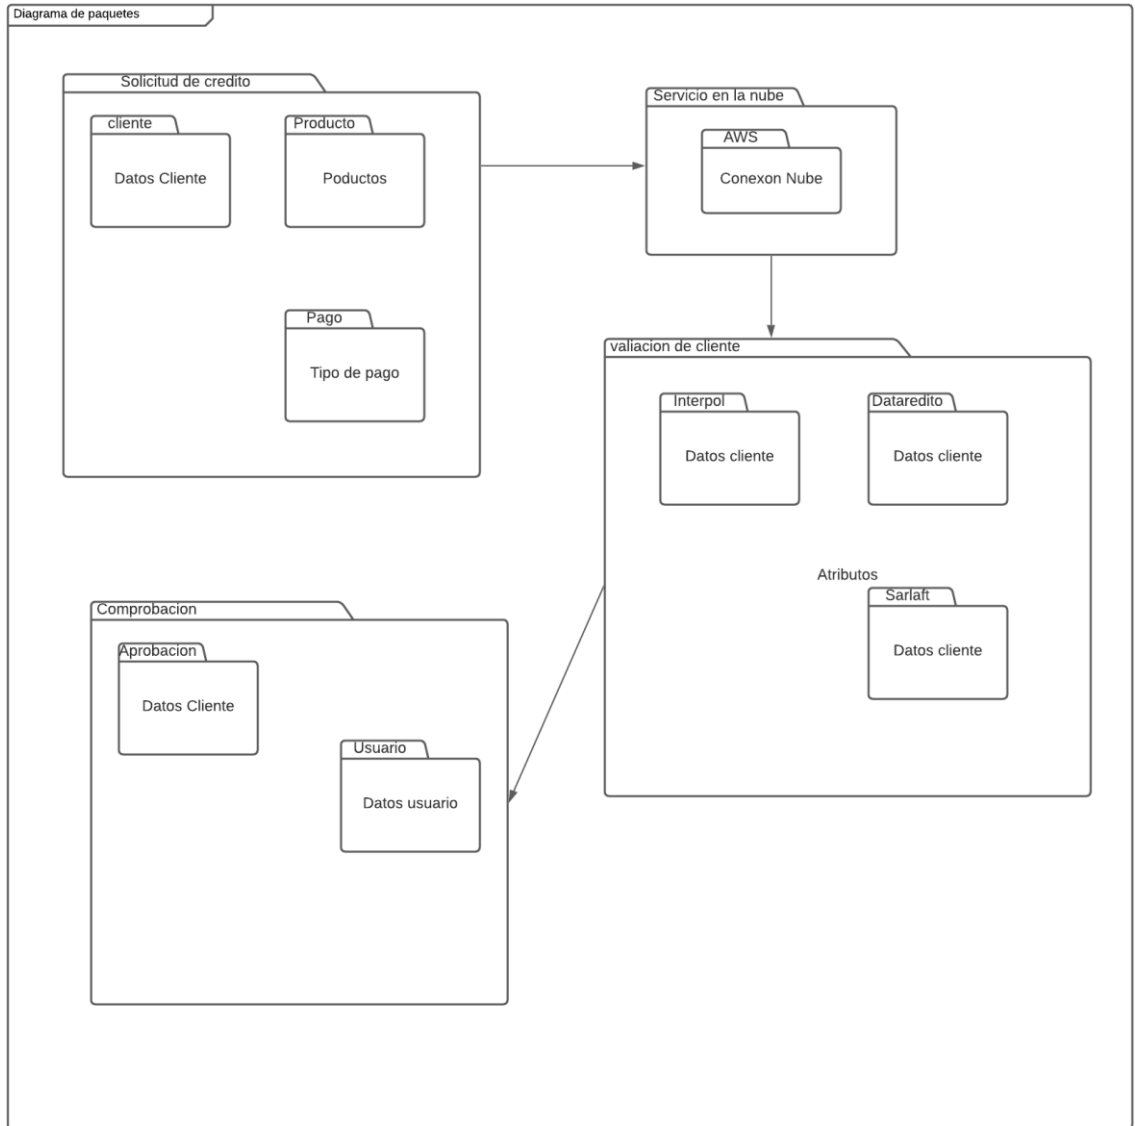 Diagrama de paquetes
Solicitud de credito
cliente
Datos Cliente
Producto
Poductos
Pago
Tipo de pago
Servicio en la nube
AWS
Conexon Nube
valiacion de cliente
Interpol
Datos cliente
Dataredito
Datos cliente
Atributos
Sarlaft
Datos cliente
Comprobacion
Aprobacion
Datos Cliente
Usuario
Datos usuario